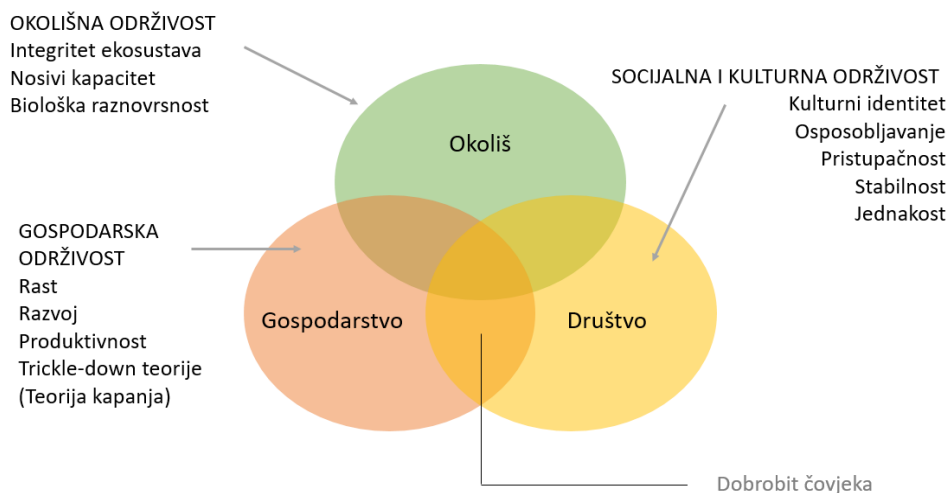 OKOLIŠNA ODRŽIVOST
Integritet ekosustava
Nosivi kapacitet
Biološka raznovrsnost
SOCIJALNA I KULTURNA ODRŽIVOST
Kulturni identitet
Osposobljavanje
Pristupačnost
Stabilnost
Jednakost
Okoliš
GOSPODARSKA
ODRŽIVOST
Rast
Razvoj
Produktivnost
Trickle-down teorije
(Teorija kapanja)
Gospodarstvo
Društvo
Dobrobit čovjeka